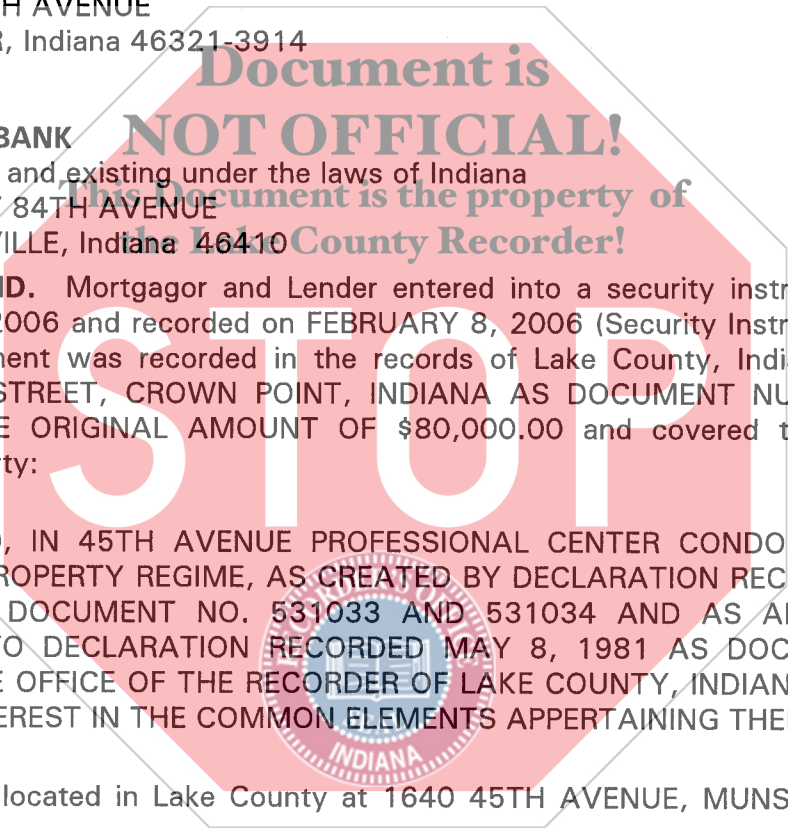 H AVENUE
R, Indiana 46321-3914
Document is
BANK
NOT OFFICIAL!
and existing under the laws of Indiana
This Document is the property of
84TH AVENUE
VILLE, Indiana 46410
the Lake County Recorder!
ND. Mortgagor and Lender entered into a security instr
2006 and recorded on FEBRUARY 8, 2006 (Security Instr
ment was recorded in the records of Lake County, Indi
STREET, CROWN POINT, INDIANA AS DOCUMENT NU
E ORIGINAL AMOUNT OF $80,000.00 and covered t
rty:
STOP
, IN 45TH AVENUE PROFESSIONAL CENTER CONDO
ROPERTY REGIME, AS CREATED BY DECLARATION REC
DOCUMENT NO. 531033 AND 531034 AND AS A
TO DECLARATION RECORDED MAY 8, 1981 AS DOC
E OFFICE OF THE RECORDER OF LAKE COUNTY, INDIAN
EREST IN THE COMMON ELEMENTS APPERTAINING THE
INDIANA
located in Lake County at 1640 45TH AVENUE, MUNS